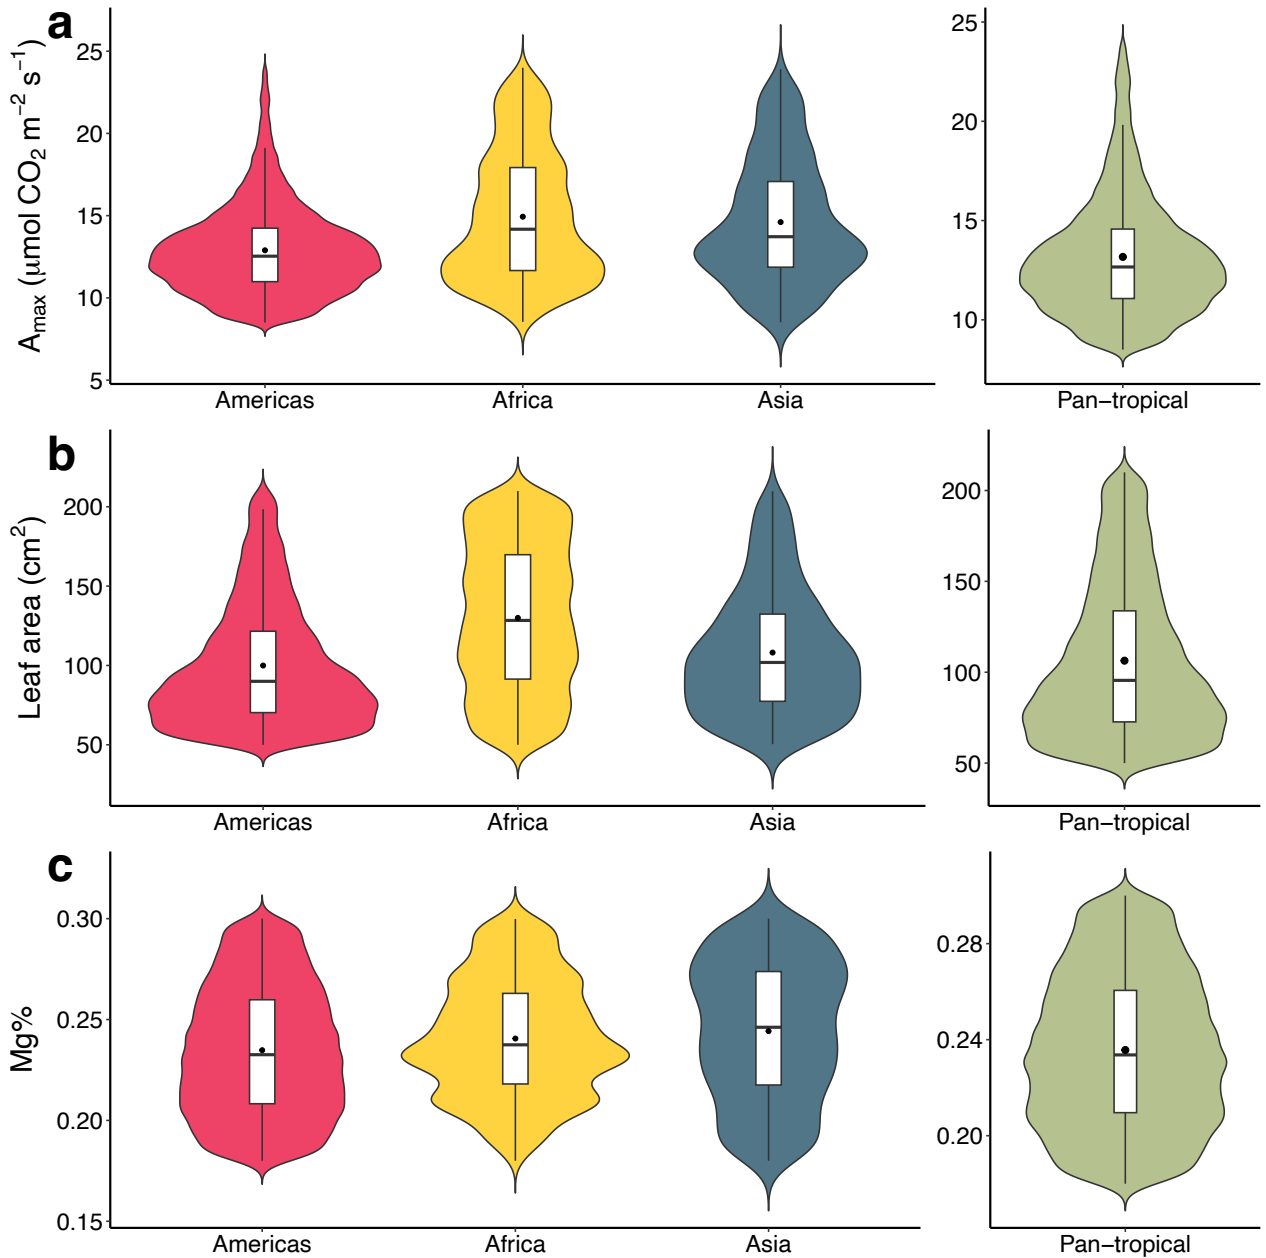 a
Amax (μmol CO2 m−2 s−1)
25
20
15
10
5
Americas
Africa
Asia
25
20
15
10
Pan−tropical
b
Leaf area (cm2)
200
150
100
50
Americas
Africa
Asia
200
150
100
50
Pan−tropical
c
Mg%
0.30
0.25
0.20
0.15
Americas
Africa
Asia
0.28
0.24
0.20
Pan−tropical